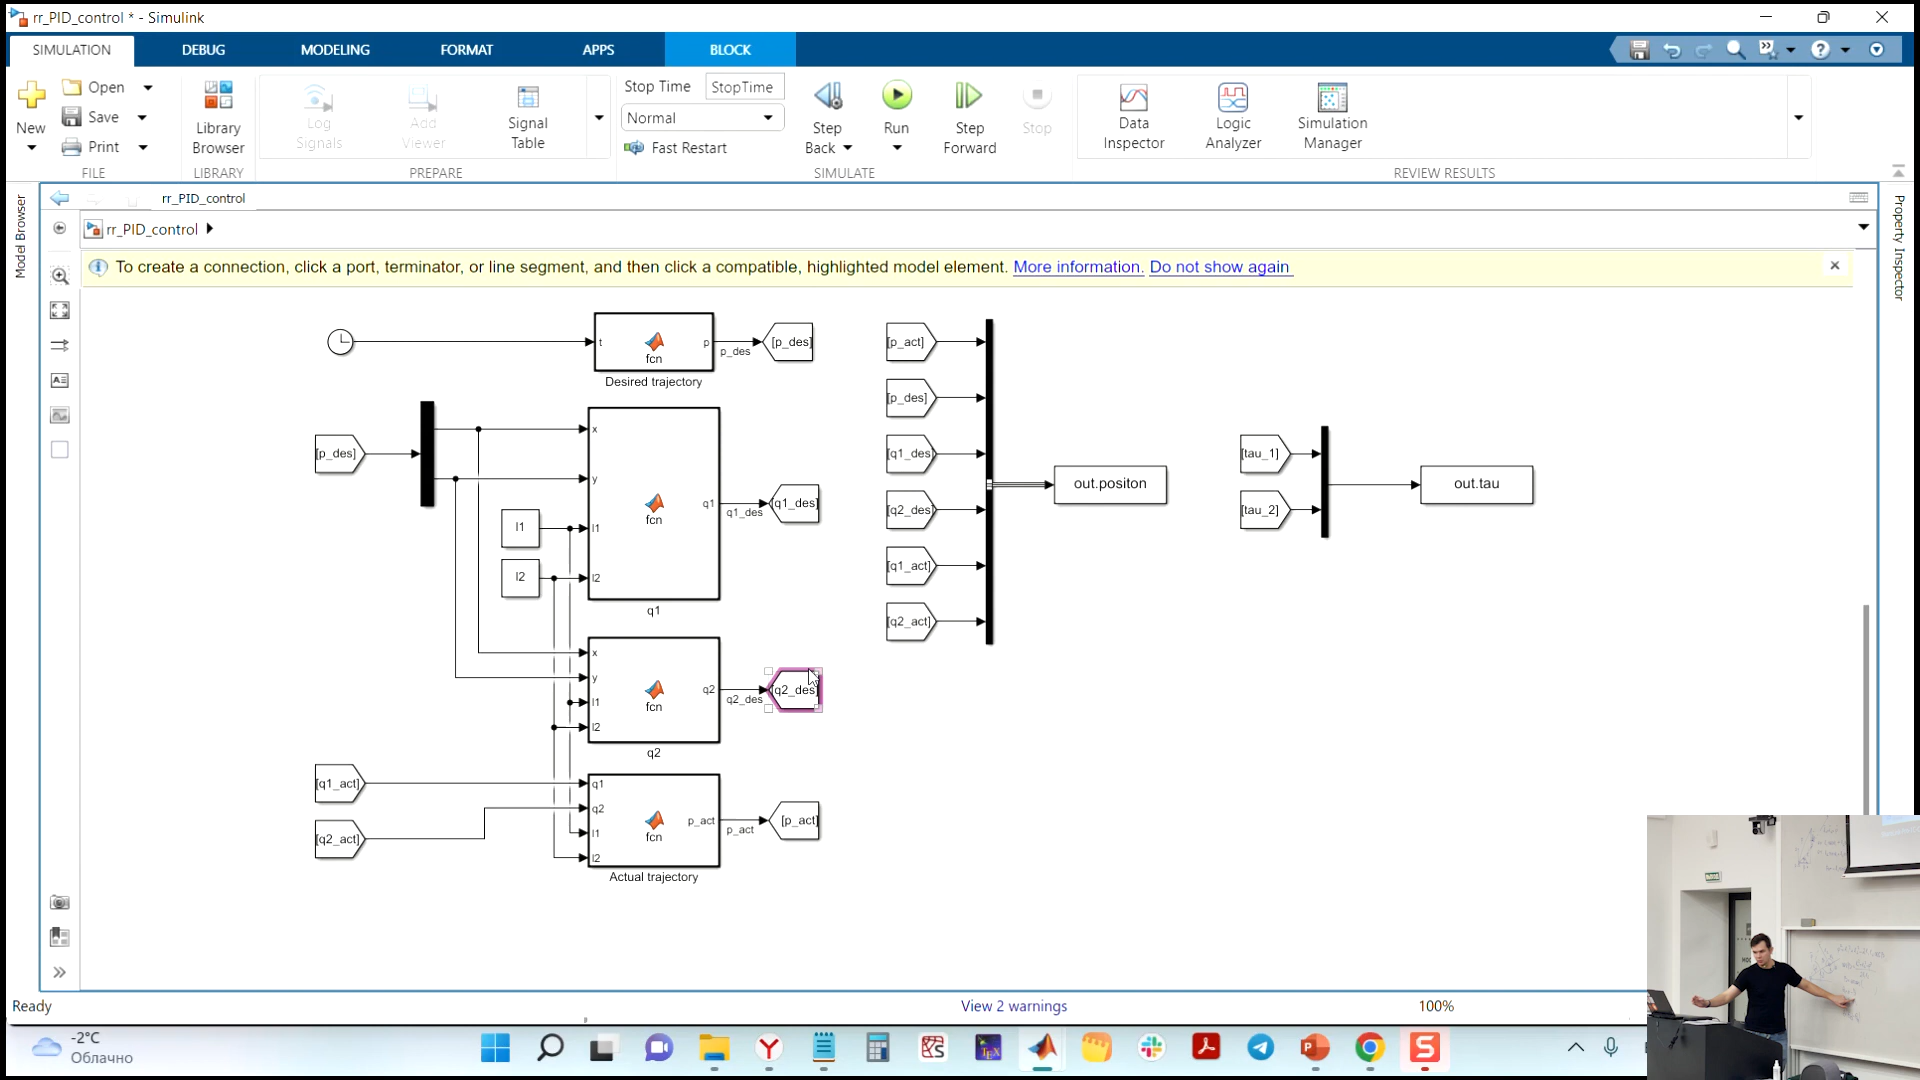 rr_PID_control * - Simulink
SIMULATION
DEBUG
MODELING
FORMAT
APPS
BLOCK
New
Open
Save
Print
FILE
Library
Browser
LIBRARY
Log
Signals
Add
Viewer
Signal
Table
PREPARE
Stop Time
StopTime
Normal
Fast Restart
Step
Back
Run
Step
Forward
Stop
SIMULATE
Data
Inspector
Logic
Analyzer
Simulation
Manager
REVIEW RESULTS
Model Browser
Property Inspector
rr_PID_control
rr_PID_control
To create a connection, click a port, terminator, or line segment, and then click a compatible, highlighted model element. More information. Do not show again
t
fcn
p
p_des
[p_des]
Desired trajectory
[p_des]
x
y
l1
l2
l1
l2
fcn
q1
q1_des
[q1_des]
q1
x
y
l1
l2
fcn
q2
q2_des
[q2_des]
q2
[q1_act]
[q2_act]
q1
q2
l1
l2
fcn
p_act
p_act
[p_act]
Actual trajectory
[p_act]
[p_des]
[q1_des]
[q2_des]
[q1_act]
[q2_act]
out.positon
[tau_1]
[tau_2]
out.tau
Ready
View 2 warnings
100%
-2°C
Облачно